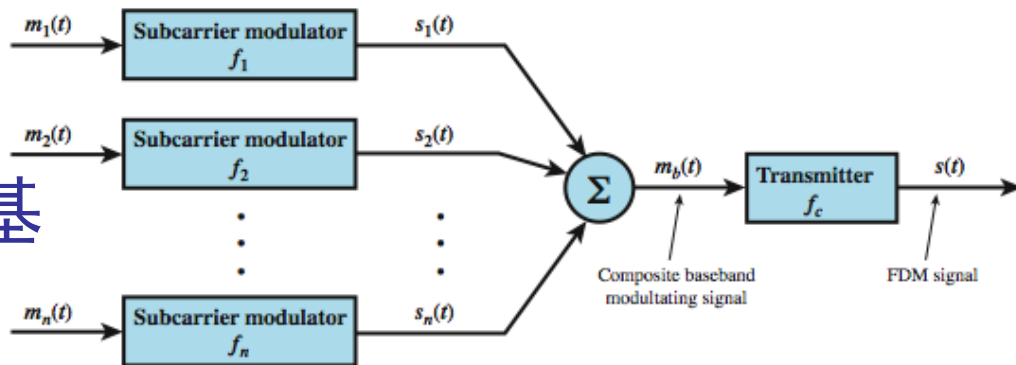 m1(t)
Subcarrier modulator
f1
s1(t)
m2(t)
Subcarrier modulator
f2
s2(t)
基
Σ
mb(t)
Transmitter
fc
s(t)
Composite baseband
modultating signal
FDM signal
mn(t)
Subcarrier modulator
fn
sn(t)